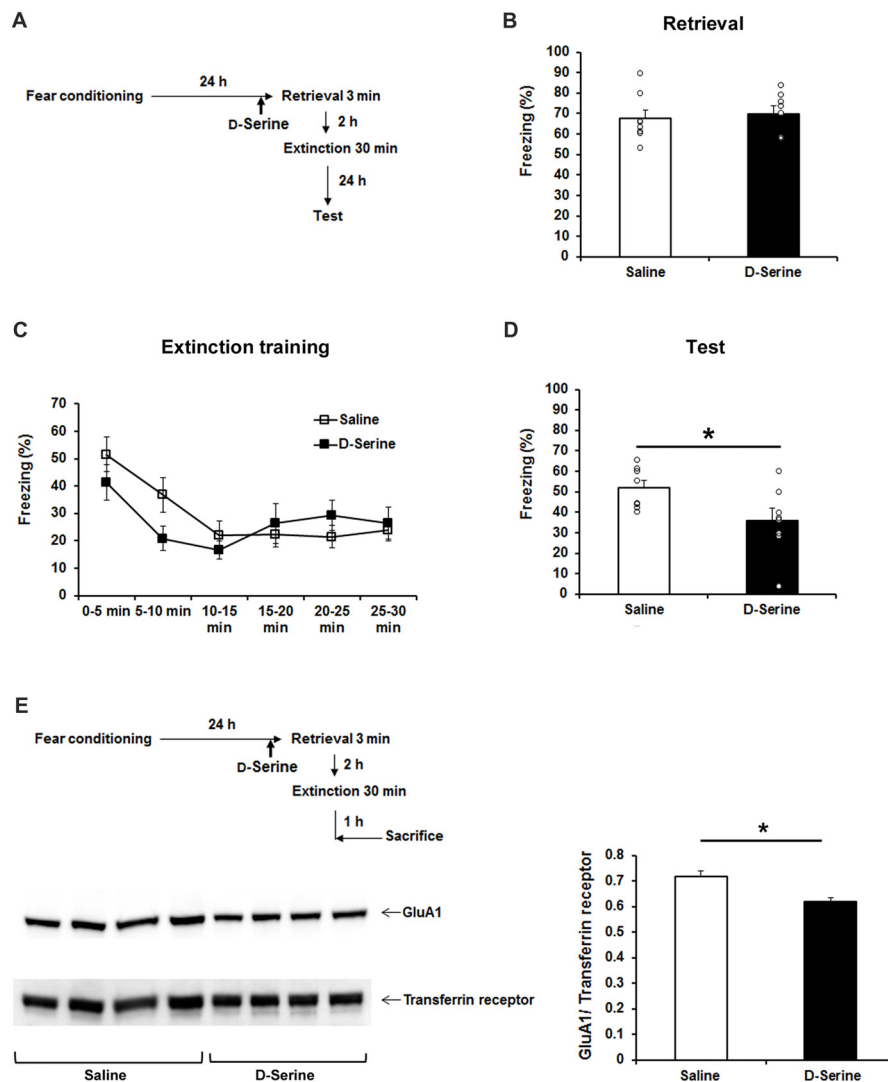 A
Fear conditioning
24 h
Retrieval 3 min
D-Serine
2 h
Extinction 30 min
24 h
Test
B
Retrieval
Freezing (%)
100
90
80
70
60
50
40
30
20
10
0
Saline
D-Serine
C
Extinction training
Freezing (%)
70
60
50
40
30
20
10
0
Saline
D-Serine
0-5 min
5-10 min
10-15
min
15-20
min
20-25
min
25-30
min
D
Test
Freezing (%)
100
90
80
70
60
50
40
30
20
10
0
*
Saline
D-Serine
E
Fear conditioning
24 h
Retrieval 3 min
D-Serine
2 h
Extinction 30 min
1 h
Sacrifice
GluA1
Transferrin receptor
Saline
D-Serine
GluA1/ Transferrin receptor
0.8
0.7
0.6
0.5
0.4
0.3
0.2
0.1
0
*
Saline
D-Serine